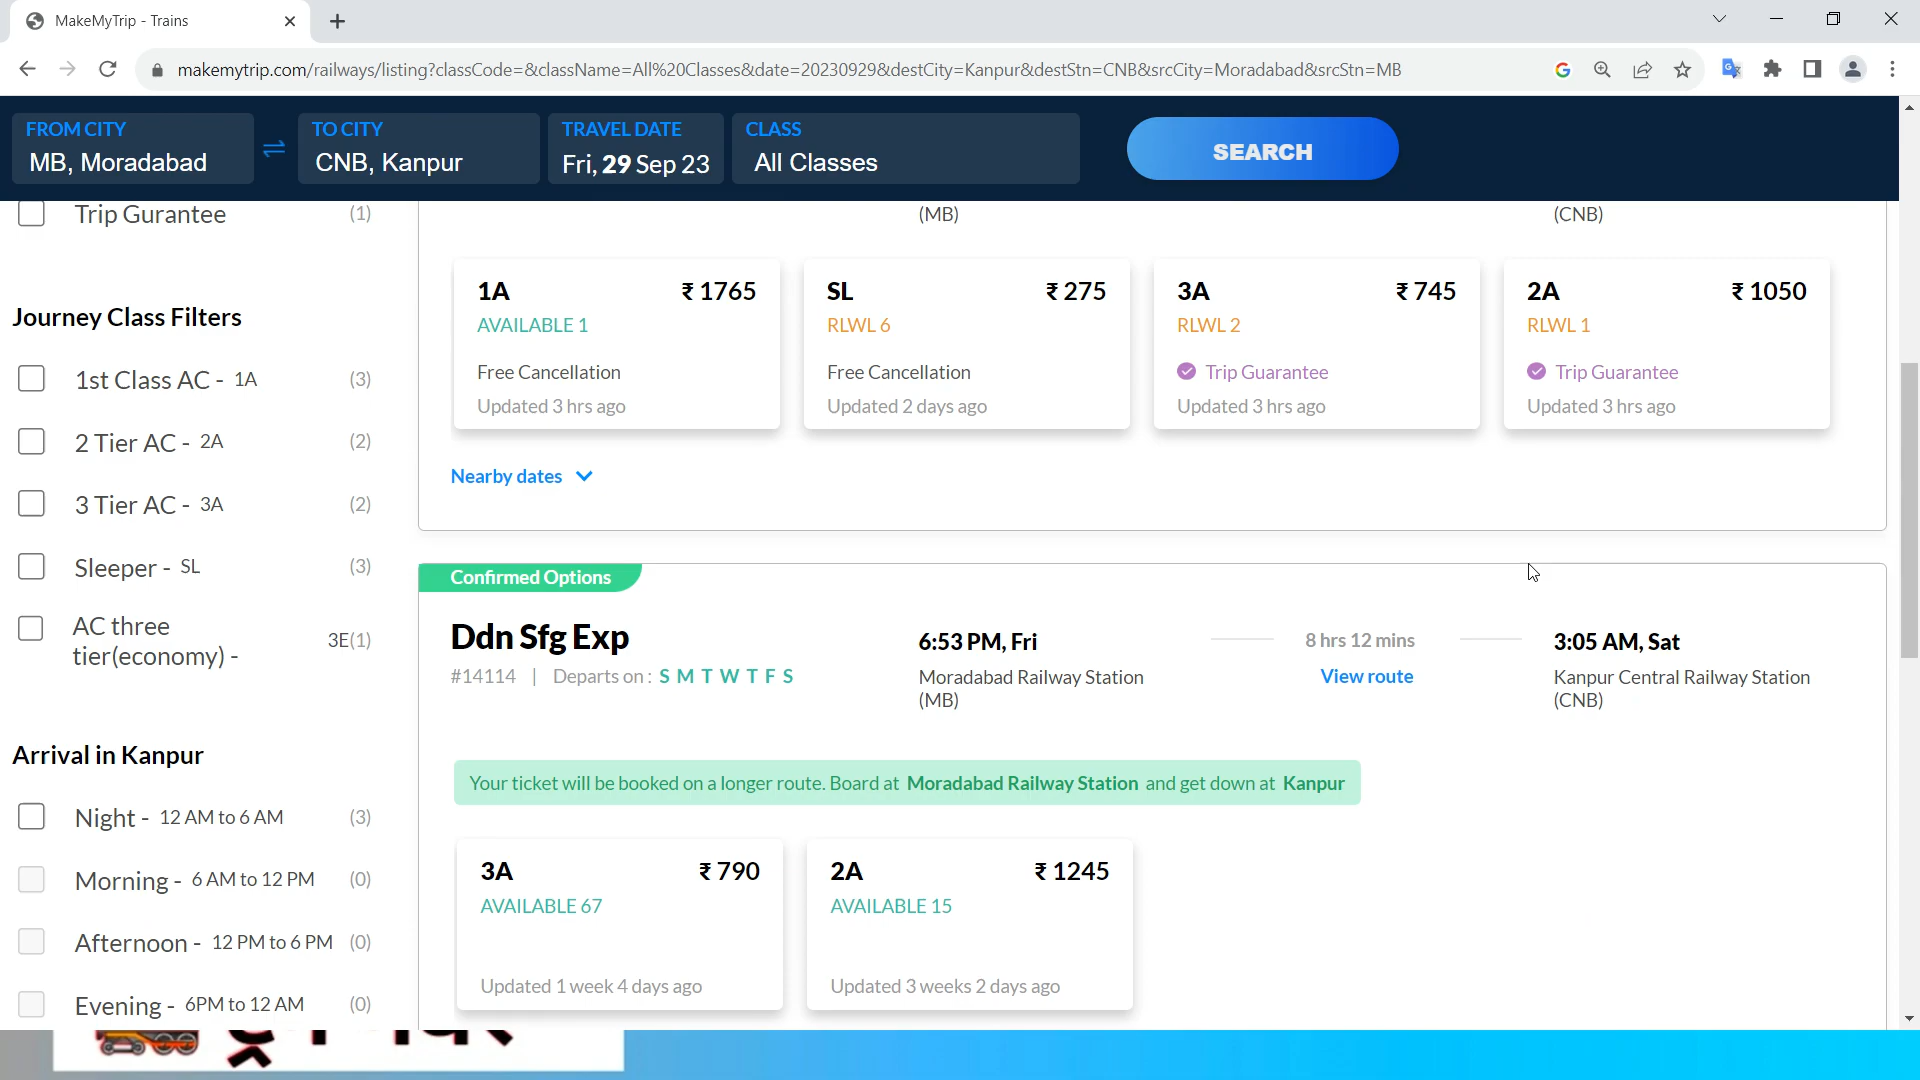 MakeMyTrip - Trains
makemytrip.com/railways/listing?classCode=&className=All%20Classes&date=20230929&destCity=Kanpur&destStn=CNB&srcCity=Moradabad&srcStn=MB
FROM CITY
MB, Moradabad
TO CITY
CNB, Kanpur
TRAVEL DATE
Fri, 29 Sep 23
CLASS
All Classes
SEARCH
Trip Gurantee (1)
Journey Class Filters
1st Class AC - 1A (3)
2 Tier AC - 2A (2)
3 Tier AC - 3A (2)
Sleeper - SL (3)
AC three
tier(economy) - 3E(1)
Arrival in Kanpur
Night - 12 AM to 6 AM (3)
Morning - 6 AM to 12 PM (0)
Afternoon - 12 PM to 6 PM (0)
Evening - 6PM to 12 AM (0)
(MB) (CNB)
1A ₹ 1765
AVAILABLE 1
Free Cancellation
Updated 3 hrs ago
SL ₹ 275
RLWL 6
Free Cancellation
Updated 2 days ago
3A ₹ 745
RLWL 2
Trip Guarantee
Updated 3 hrs ago
2A ₹ 1050
RLWL 1
Trip Guarantee
Updated 3 hrs ago
Nearby dates
Confirmed Options
Ddn Sfg Exp
#14114 | Departs on : S M T W T F S
6:53 PM, Fri
Moradabad Railway Station
(MB)
8 hrs 12 mins
View route
3:05 AM, Sat
Kanpur Central Railway Station
(CNB)
Your ticket will be booked on a longer route. Board at Moradabad Railway Station and get down at Kanpur
3A ₹ 790
AVAILABLE 67
Updated 1 week 4 days ago
2A ₹ 1245
AVAILABLE 15
Updated 3 weeks 2 days ago